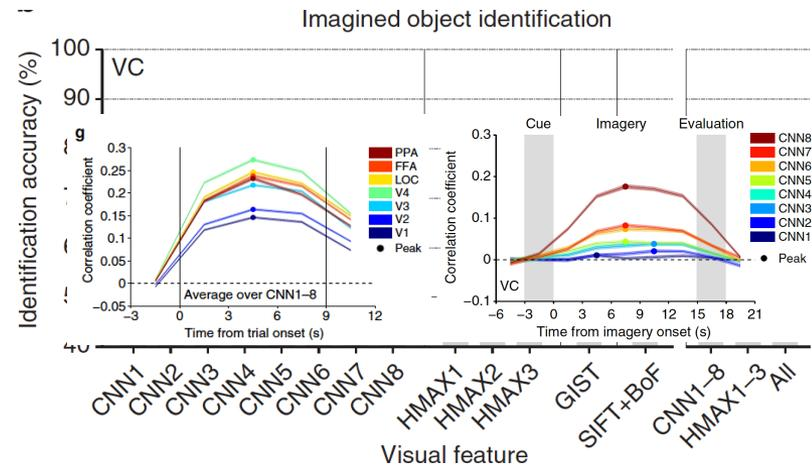 Imagined object identification
Identification accuracy (%)
100
90
VC
g
Correlation coefficient
0.3
0.25
0.2
0.15
0.1
0.05
0
−0.05
−3
0
3
6
9
12
Time from trial onset (s)
Average over CNN1–8
PPA
FFA
LOC
V4
V3
V2
V1
Peak
Cue
Imagery
Evaluation
Correlation coefficient
0.3
0.2
0.1
0
−0.1
VC
−6
−3
0
3
6
9
12
15
18
21
Time from imagery onset (s)
CNN8
CNN7
CNN6
CNN5
CNN4
CNN3
CNN2
CNN1
Peak
CNN1
CNN2
CNN3
CNN4
CNN5
CNN6
CNN7
CNN8
HMAX1
HMAX2
HMAX3
GIST
SIFT+BoF
CNN1–8
HMAX1–3
All
Visual feature